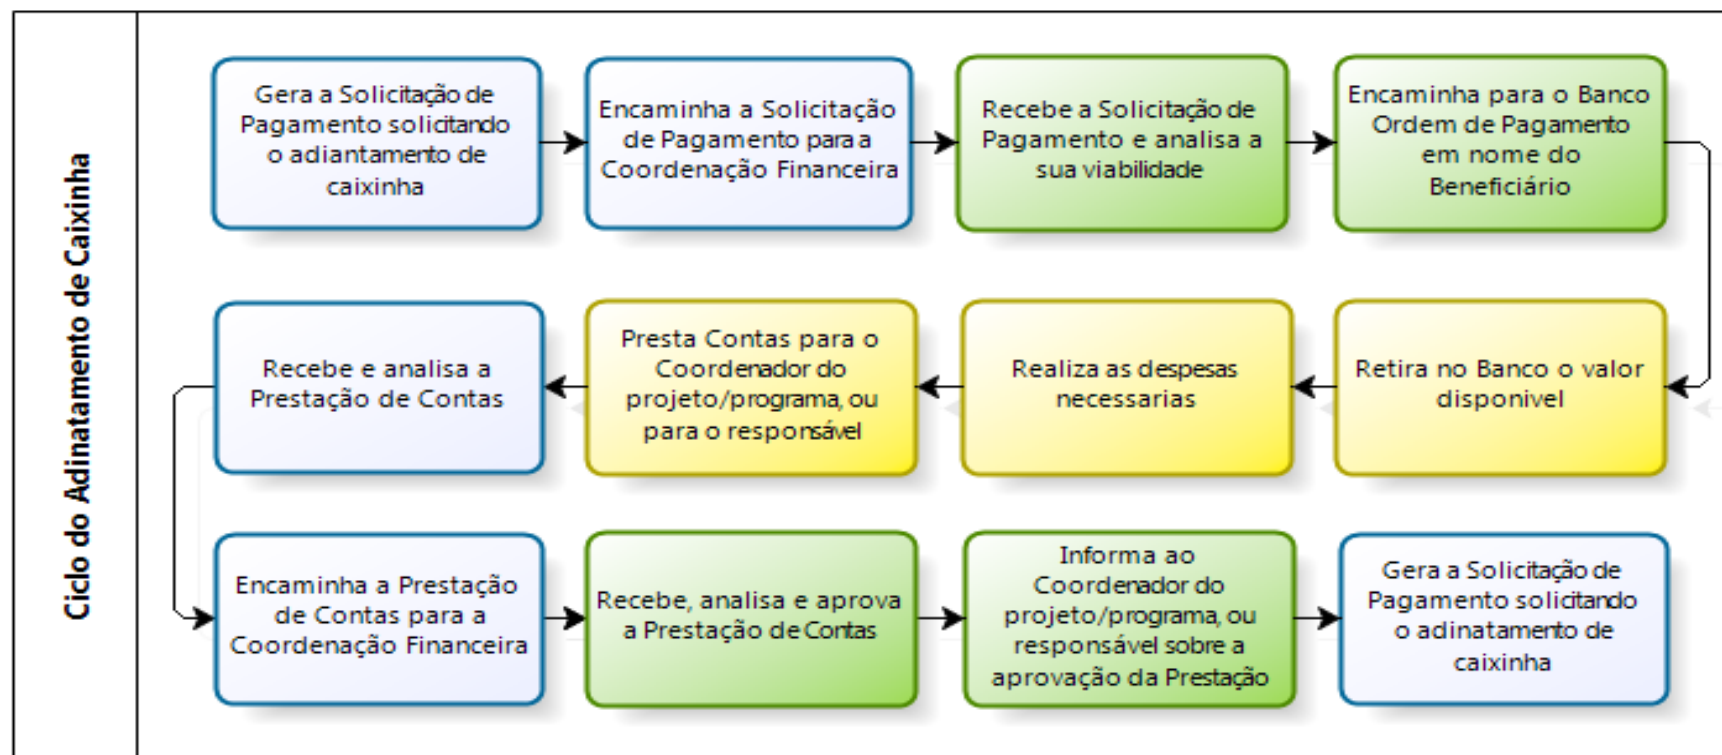 Ciclo do Adinatamento de Caixinha
Gera a Solicitação de
Pagamento solicitando
o adiantamento de
caixinha
Encaminha a Solicitação
de Pagamento para a
Coordenação Financeira
Recebe a Solicitação de
Pagamento e analisa a
sua viabilidade
Encaminha para o Banco
Ordem de Pagamento
em nome do
Beneficiário
Retira no Banco o valor
disponivel
Realiza as despesas
necessarias
Presta Contas para o
Coordenador do
projeto/programa, ou
para o responsável
Recebe e analisa a
Prestação de Contas
Encaminha a Prestação
de Contas para a
Coordenação Financeira
Recebe, analisa e aprova
a Prestação de Contas
Informa ao
Coordenador do
projeto/programa, ou
responsável sobre a
aprovação da Prestação
Gera a Solicitação de
Pagamento solicitando
o adinatamento de
caixinha